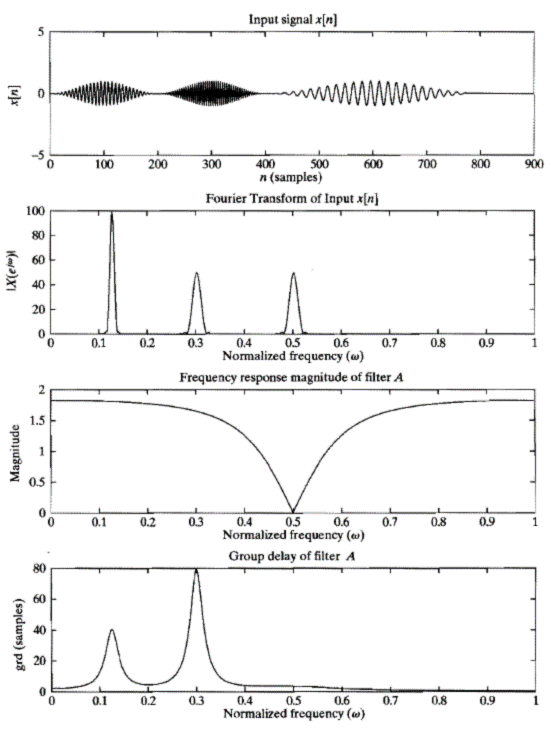 Input signal x[n]
5
0
−5
x[n]
0 100 200 300 400 500 600 700 800 900
n (samples)
Fourier Transform of Input x[n]
100
80
60
40
20
0
|X(e^jω)|
0 0.1 0.2 0.3 0.4 0.5 0.6 0.7 0.8 0.9 1
Normalized frequency (ω)
Frequency response magnitude of filter A
2
1.5
1
0.5
0
Magnitude
0 0.1 0.2 0.3 0.4 0.5 0.6 0.7 0.8 0.9 1
Normalized frequency (ω)
Group delay of filter A
80
60
40
20
0
grd (samples)
0 0.1 0.2 0.3 0.4 0.5 0.6 0.7 0.8 0.9 1
Normalized frequency (ω)